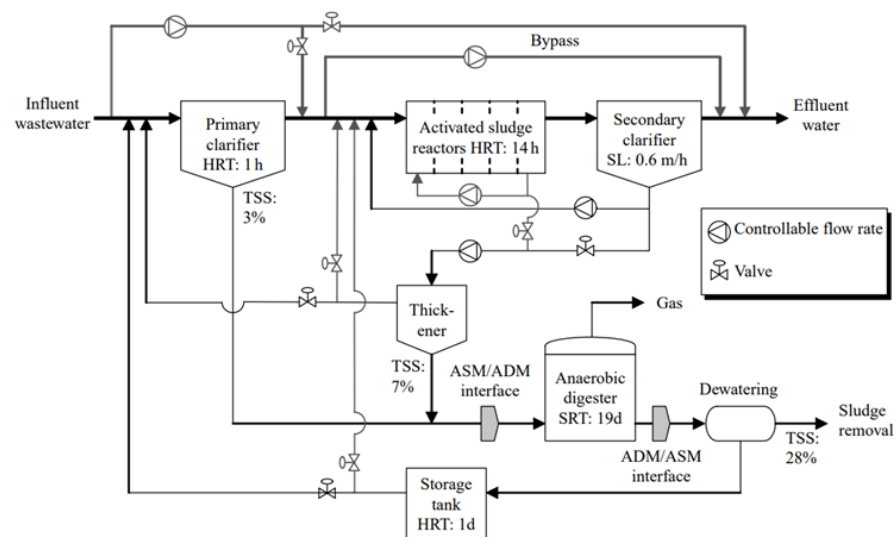 Bypass
Influent
wastewater
Primary
clarifier
HRT: 1 h
Activated sludge
reactors HRT: 14 h
Secondary
clarifier
SL: 0.6 m/h
Effluent
water
TSS:
3%
Controllable flow rate
Valve
Thick-
ener
Gas
TSS:
7%
ASM/ADM
interface
Anaerobic
digester
SRT: 19d
Dewatering
Sludge
removal
TSS:
28%
ADM/ASM
interface
Storage
tank
HRT: 1d